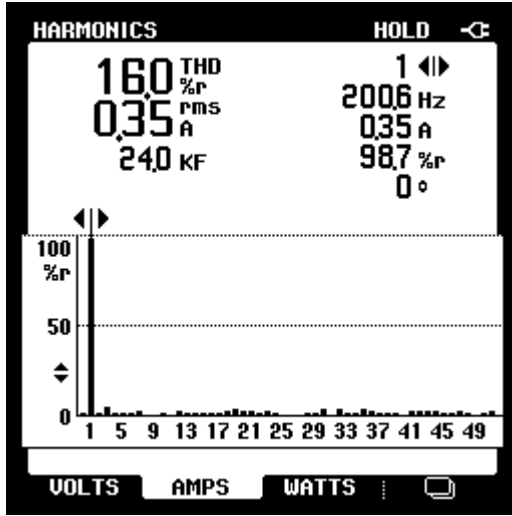 HARMONICS HOLD
16.0 THD %r
0.35 rms A
24.0 KF
1
200.6 Hz
0.35 A
98.7 %r
0 °
100
%r
50
0
1 5 9 13 17 21 25 29 33 37 41 45 49
VOLTS AMPS WATTS